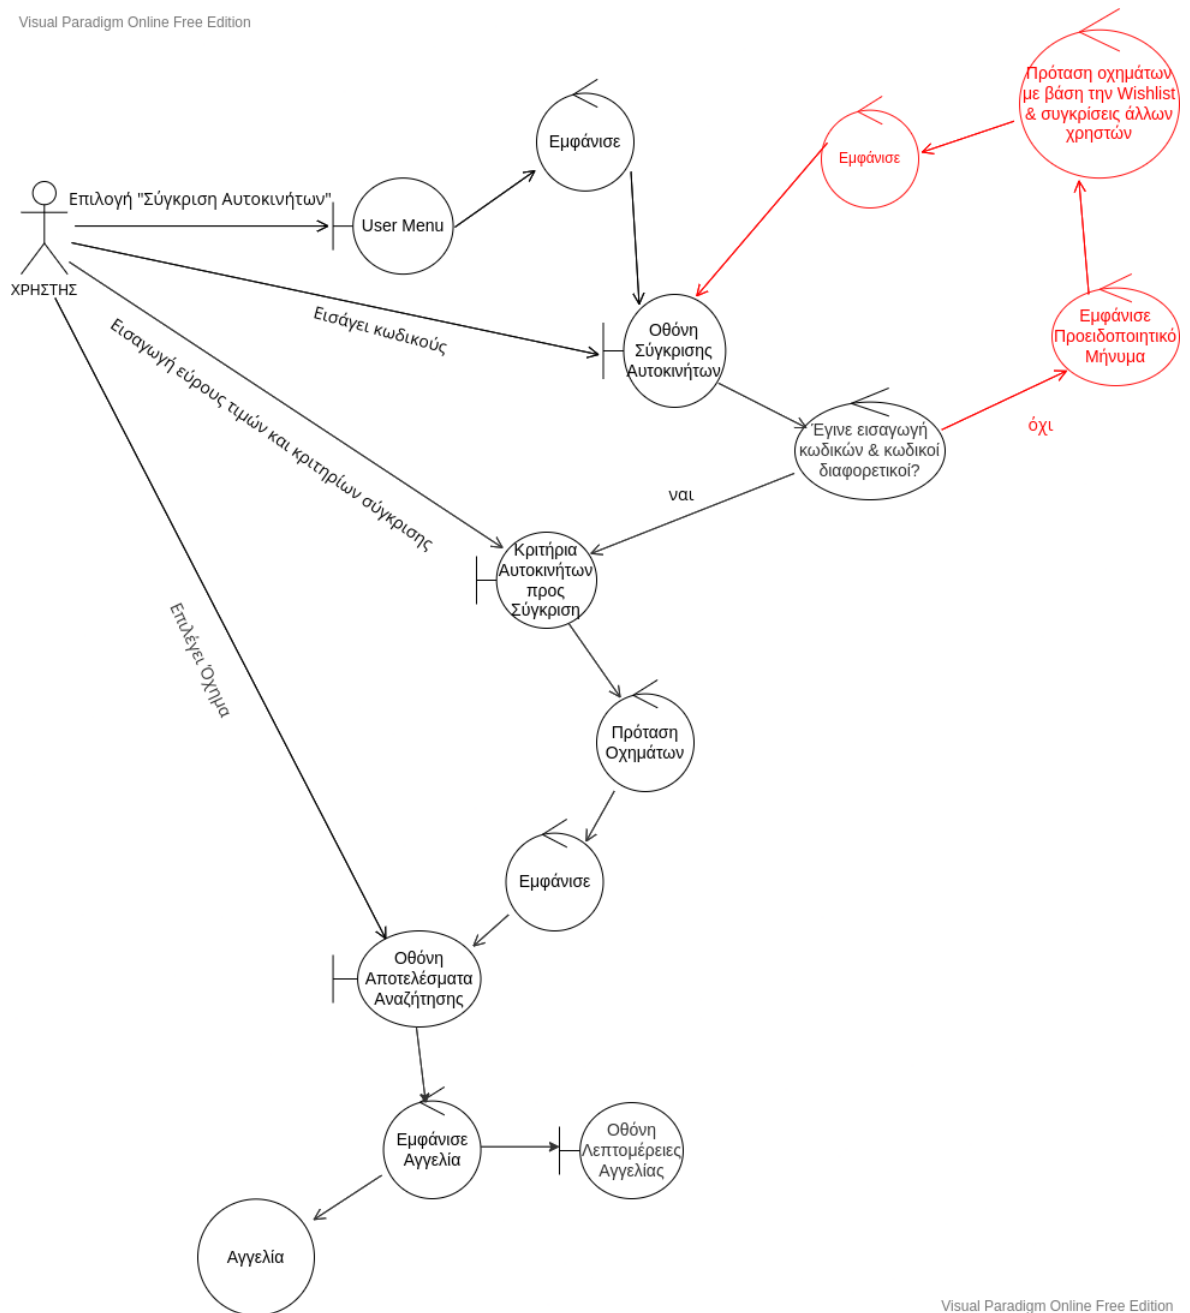 Visual Paradigm Online Free Edition
Πρόταση οχημάτων
με βάση την Wishlist
& συγκρίσεις άλλων
χρηστών
Εμφάνισε
Εμφάνισε
Επιλογή "Σύγκριση Αυτοκινήτων"
User Menu
ΧΡΗΣΤΗΣ
Εισάγει κωδικούς
Οθόνη
Σύγκρισης
Αυτοκινήτων
Εμφάνισε
Προειδοποιητικό
Μήνυμα
Εισαγωγή εύρους τιμών και κριτηρίων σύγκρισης
Έγινε εισαγωγή
κωδικών & κωδικοί
διαφορετικοί?
όχι
ναι
Κριτήρια
Αυτοκινήτων
προς
Σύγκριση
Επιλέγει Όχημα
Πρόταση
Οχημάτων
Εμφάνισε
Οθόνη
Αποτελέσματα
Αναζήτησης
Εμφάνισε
Αγγελία
Οθόνη
Λεπτομέρειες
Αγγελίας
Αγγελία
Visual Paradigm Online Free Edition